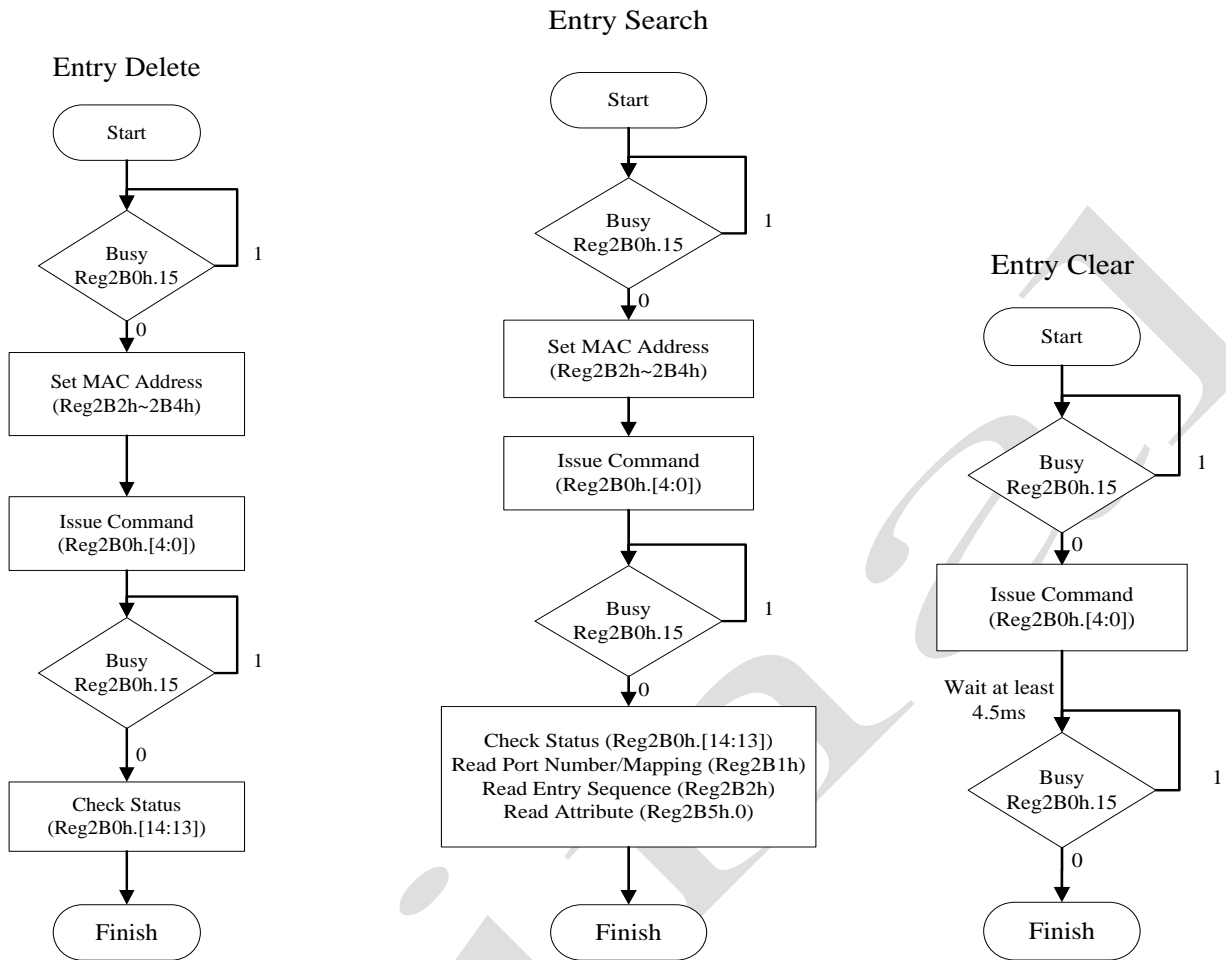 Entry Delete
Start
Busy
Reg2B0h.15
1
0
Set MAC Address
(Reg2B2h~2B4h)
Issue Command
(Reg2B0h.[4:0])
Busy
Reg2B0h.15
1
0
Check Status
(Reg2B0h.[14:13])
Finish
Entry Search
Start
Busy
Reg2B0h.15
1
0
Set MAC Address
(Reg2B2h~2B4h)
Issue Command
(Reg2B0h.[4:0])
Busy
Reg2B0h.15
1
0
Check Status (Reg2B0h.[14:13])
Read Port Number/Mapping (Reg2B1h)
Read Entry Sequence (Reg2B2h)
Read Attribute (Reg2B5h.0)
Finish
Entry Clear
Start
Busy
Reg2B0h.15
1
0
Issue Command
(Reg2B0h.[4:0])
Wait at least
4.5ms
Busy
Reg2B0h.15
1
0
Finish